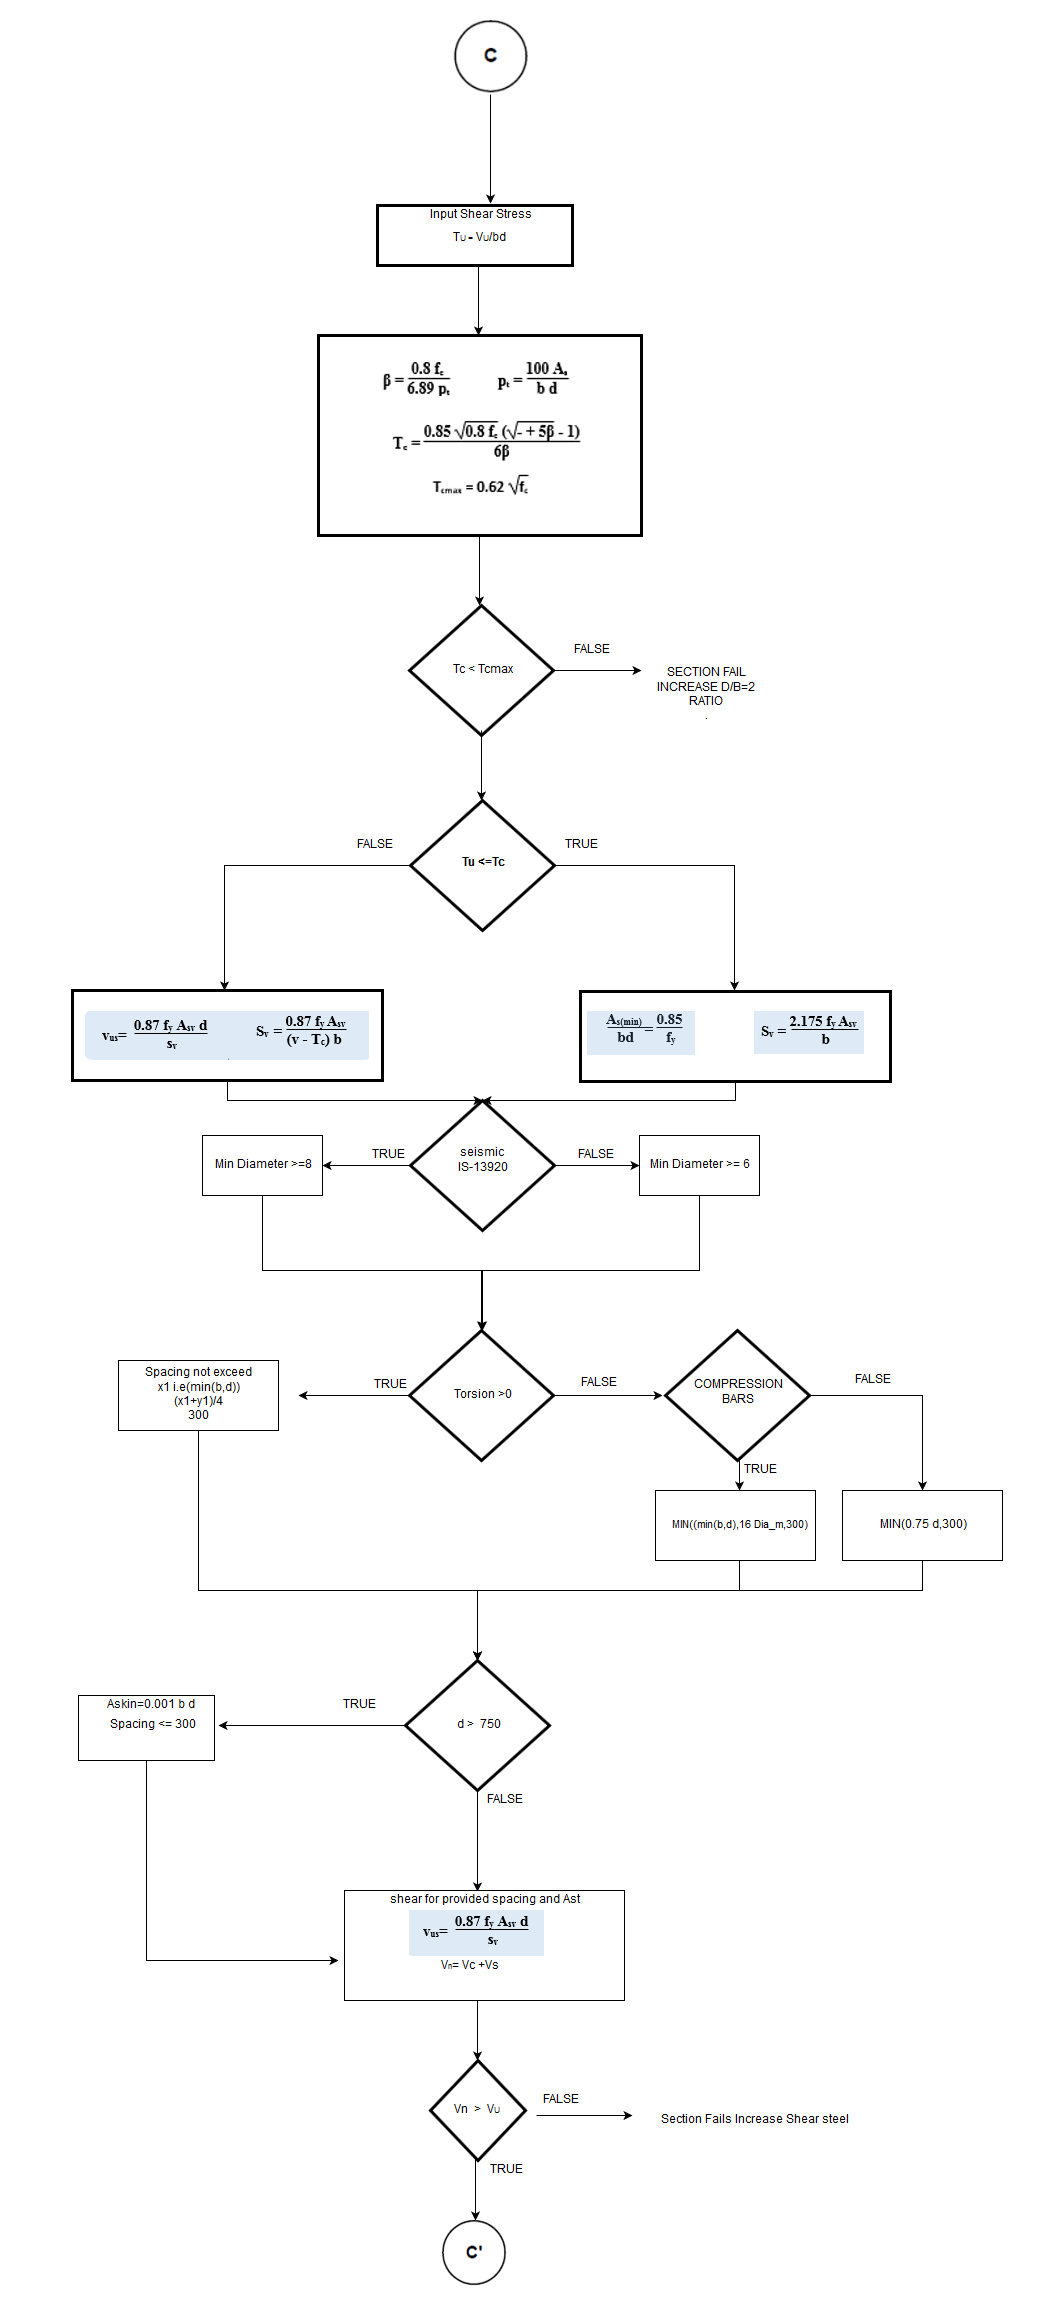 C
Input Shear Stress
TU - VU/bd
β = 0.8 fc / 6.89 pt    pt = 100 As / b d
Tc = 0.85 √0.8 fc (√- + 5β - 1) / 6β
Tcmax = 0.62 √fc
Tc < Tcmax
FALSE
SECTION FAIL
INCREASE D/B=2
RATIO
.
FALSE
TRUE
Tu <=Tc
vus= 0.87 fy Asv d / sv    Sv = 0.87 fy Asv / (v - Tc) b
As(min) / bd = 0.85 / fy    Sv = 2.175 fy Asv / b
seismic
IS-13920
TRUE
FALSE
Min Diameter >=8
Min Diameter >= 6
Spacing not exceed
x1 i.e(min(b,d))
(x1+y1)/4
300
TRUE
Torsion >0
FALSE
COMPRESSION
BARS
FALSE
TRUE
MIN((min(b,d),16 Dia_m,300)
MIN(0.75 d,300)
Askin=0.001 b d
Spacing <= 300
TRUE
d > 750
FALSE
shear for provided spacing and Ast
vus= 0.87 fy Asv d / sv
Vn= Vc +Vs
Vn > VU
FALSE
Section Fails Increase Shear steel
TRUE
C'